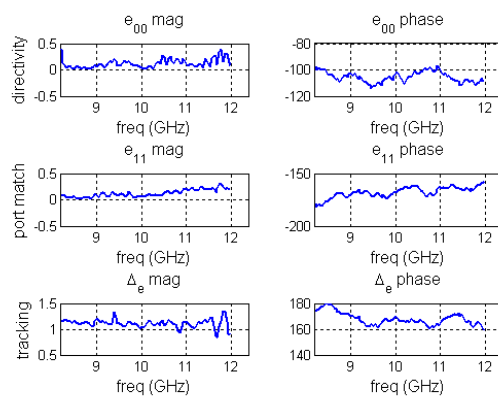 e00 mag
e00 phase
directivity
0.5
0
-0.5
9 10 11 12
freq (GHz)
-80
-100
-120
9 10 11 12
freq (GHz)
e11 mag
e11 phase
port match
0.5
0
-0.5
9 10 11 12
freq (GHz)
-150
-200
9 10 11 12
freq (GHz)
Δe mag
Δe phase
tracking
1.5
1
0.5
9 10 11 12
freq (GHz)
180
160
140
9 10 11 12
freq (GHz)